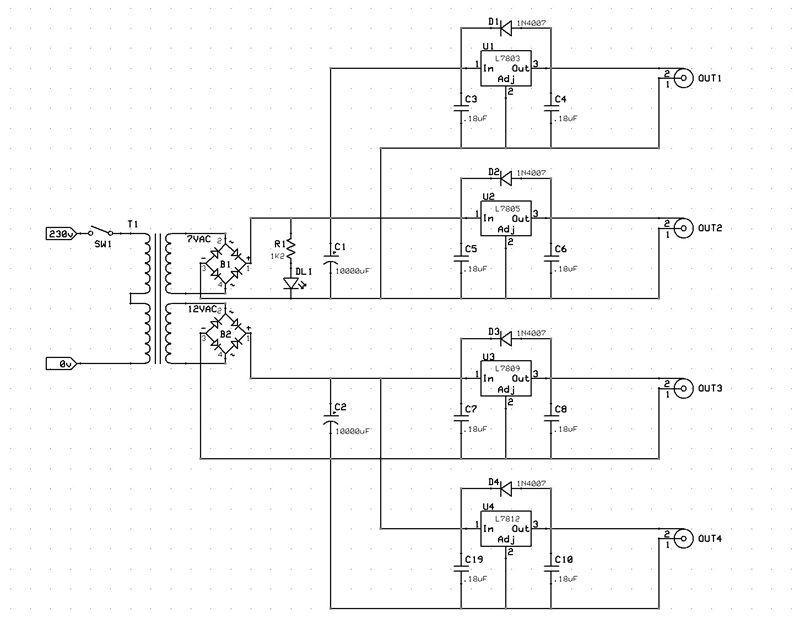 D1 1N4007
U1
L7803
1 In Out 3
Adj
2
C3
.18uF
C4
.18uF
2
1
OUT1
D2 1N4007
U2
L7805
1 In Out 3
Adj
2
C5
.18uF
C6
.18uF
2
1
OUT2
T1
230v
SW1
7VAC
2
~
-
3
B1
+
1
4
~
R1
1K2
DL1
C1
10000uF
12VAC
2
~
-
3
B2
+
1
4
~
0v
D3 1N4007
U3
L7809
1 In Out 3
Adj
2
C7
.18uF
C8
.18uF
2
1
OUT3
C2
10000uF
D4 1N4007
U4
L7812
1 In Out 3
Adj
2
C19
.18uF
C10
.18uF
2
1
OUT4